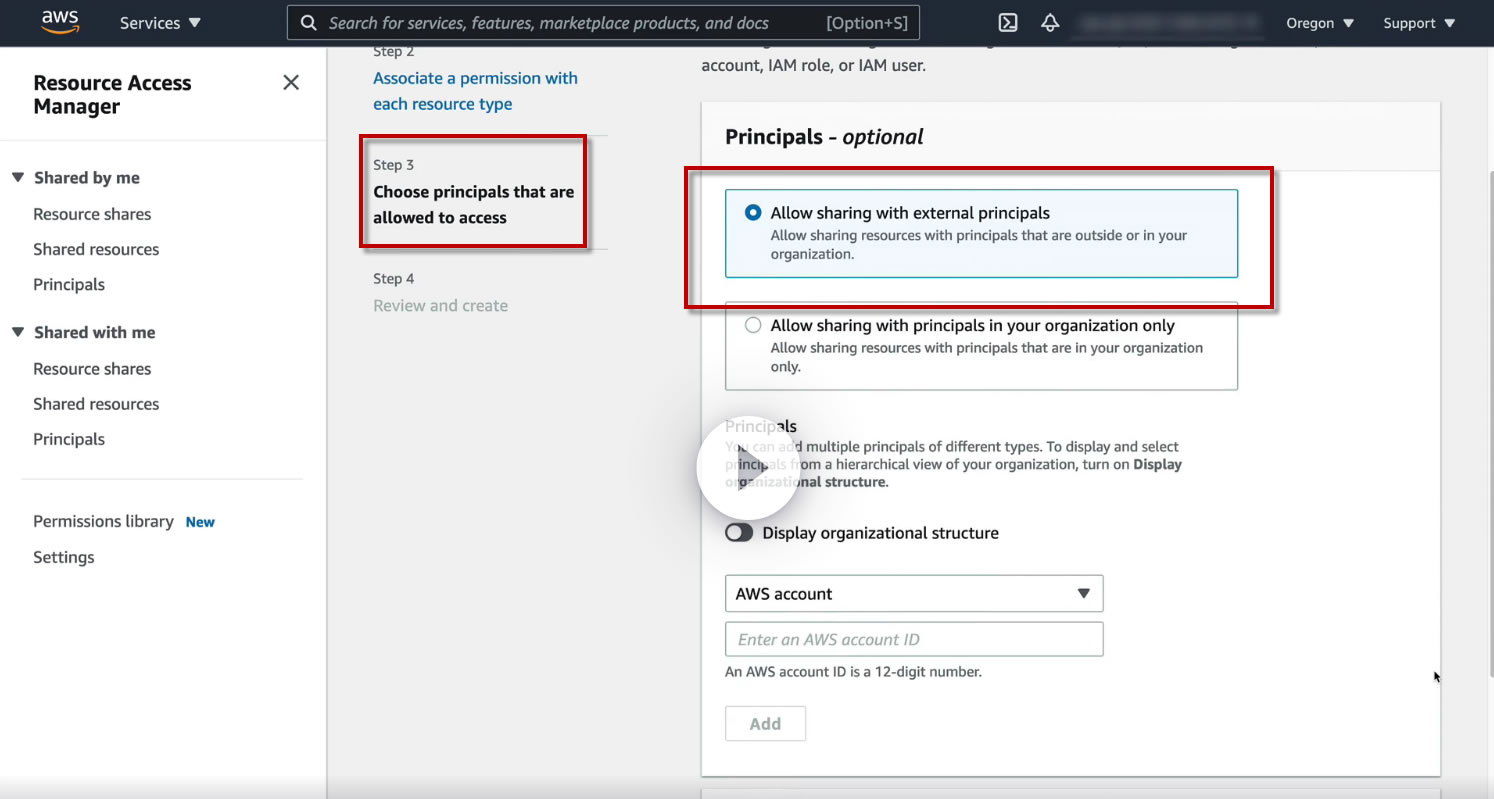 aws
Services ▼
Search for services, features, marketplace products, and docs [Option+S]
Oregon ▼
Support ▼
Resource Access
Manager
Shared by me
Resource shares
Shared resources
Principals
Shared with me
Resource shares
Shared resources
Principals
Permissions library New
Settings
Step 2
Associate a permission with
each resource type
Step 3
Choose principals that are
allowed to access
Step 4
Review and create
account, IAM role, or IAM user.
Principals - optional
Allow sharing with external principals
Allow sharing resources with principals that are outside or in your
organization.
Allow sharing with principals in your organization only
Allow sharing resources with principals that are in your organization
only.
Principals
You can add multiple principals of different types. To display and select
principals from a hierarchical view of your organization, turn on Display
organizational structure.
Display organizational structure
AWS account
Enter an AWS account ID
An AWS account ID is a 12-digit number.
Add